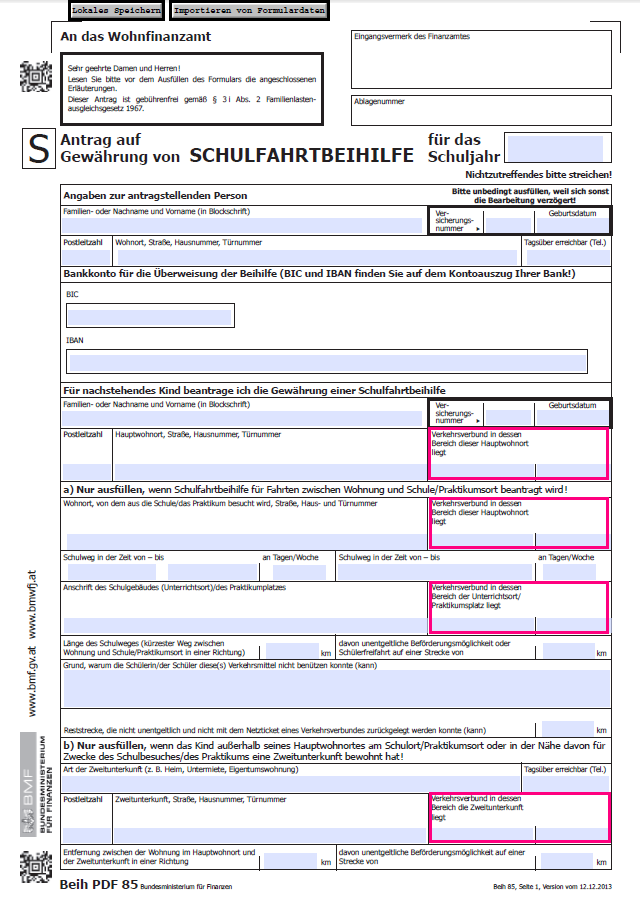 Lokales Speichern
Importieren von Formulardaten
An das Wohnfinanzamt
Eingangsvermerk des Finanzamtes
Sehr geehrte Damen und Herren!
Lesen Sie bitte vor dem Ausfüllen des Formulars die angeschlossenen
Erläuterungen.
Dieser Antrag ist gebührenfrei gemäß § 3i Abs. 2 Familienlasten-
ausgleichsgesetz 1967.
Ablagenummer
S
Antrag auf
Gewährung von SCHULFAHRTBEIHILFE
für das
Schuljahr
Nichtzutreffendes bitte streichen!
Angaben zur antragstellenden Person
Bitte unbedingt ausfüllen, weil sich sonst
die Bearbeitung verzögert!
Familien- oder Nachname und Vorname (in Blockschrift)
Ver-
sicherungs-
nummer
Geburtsdatum
Postleitzahl
Wohnort, Straße, Hausnummer, Türnummer
Tagsüber erreichbar (Tel.)
Bankkonto für die Überweisung der Beihilfe (BIC und IBAN finden Sie auf dem Kontoauszug Ihrer Bank!)
BIC
IBAN
Für nachstehendes Kind beantrage ich die Gewährung einer Schulfahrtbeihilfe
Familien- oder Nachname und Vorname (in Blockschrift)
Ver-
sicherungs-
nummer
Geburtsdatum
Postleitzahl
Hauptwohnort, Straße, Hausnummer, Türnummer
Verkehrsverbund in dessen
Bereich dieser Hauptwohnort
liegt
a) Nur ausfüllen, wenn Schulfahrtbeihilfe für Fahrten zwischen Wohnung und Schule/Praktikumsort beantragt wird!
Wohnort, von dem aus die Schule/das Praktikum besucht wird, Straße, Haus- und Türnummer
Verkehrsverbund in dessen
Bereich dieser Hauptwohnort
liegt
Schulweg in der Zeit von – bis
an Tagen/Woche
Schulweg in der Zeit von – bis
an Tagen/Woche
Anschrift des Schulgebäudes (Unterrichtsort)/des Praktikumplatzes
Verkehrsverbund in dessen
Bereich der Unterrichtsort/
Praktikumsplatz liegt
Länge des Schulweges (kürzester Weg zwischen
Wohnung und Schule/Praktikumsort in einer Richtung)
km
davon unentgeltliche Beförderungsmöglichkeit oder
Schülerfreifahrt auf einer Strecke von
km
Grund, warum die Schülerin/der Schüler diese(s) Verkehrsmittel nicht benützen konnte (kann)
Reststrecke, die nicht unentgeltlich und nicht mit dem Netzticket eines Verkehrsverbundes zurückgelegt werden konnte (kann)
km
b) Nur ausfüllen, wenn das Kind außerhalb seines Hauptwohnortes am Schulort/Praktikumsort oder in der Nähe davon für
Zwecke des Schulbesuches/des Praktikums eine Zweitunterkunft bewohnt hat!
Art der Zweitunterkunft (z. B. Heim, Untermiete, Eigentumswohnung)
Tagsüber erreichbar (Tel.)
Postleitzahl
Zweitunterkunft, Straße, Hausnummer, Türnummer
Verkehrsverbund in dessen
Bereich die Zweitunterkunft
liegt
Entfernung zwischen der Wohnung im Hauptwohnort und
der Zweitunterkunft in einer Richtung
km
davon unentgeltliche Beförderungsmöglichkeit auf einer
Strecke von
km
www.bmf.gv.at www.bmwfj.at
BMF
BUNDESMINISTERIUM
FÜR FINANZEN
Beih PDF 85 Bundesministerium für Finanzen
Beih 85, Seite 1, Version vom 12.12.2013